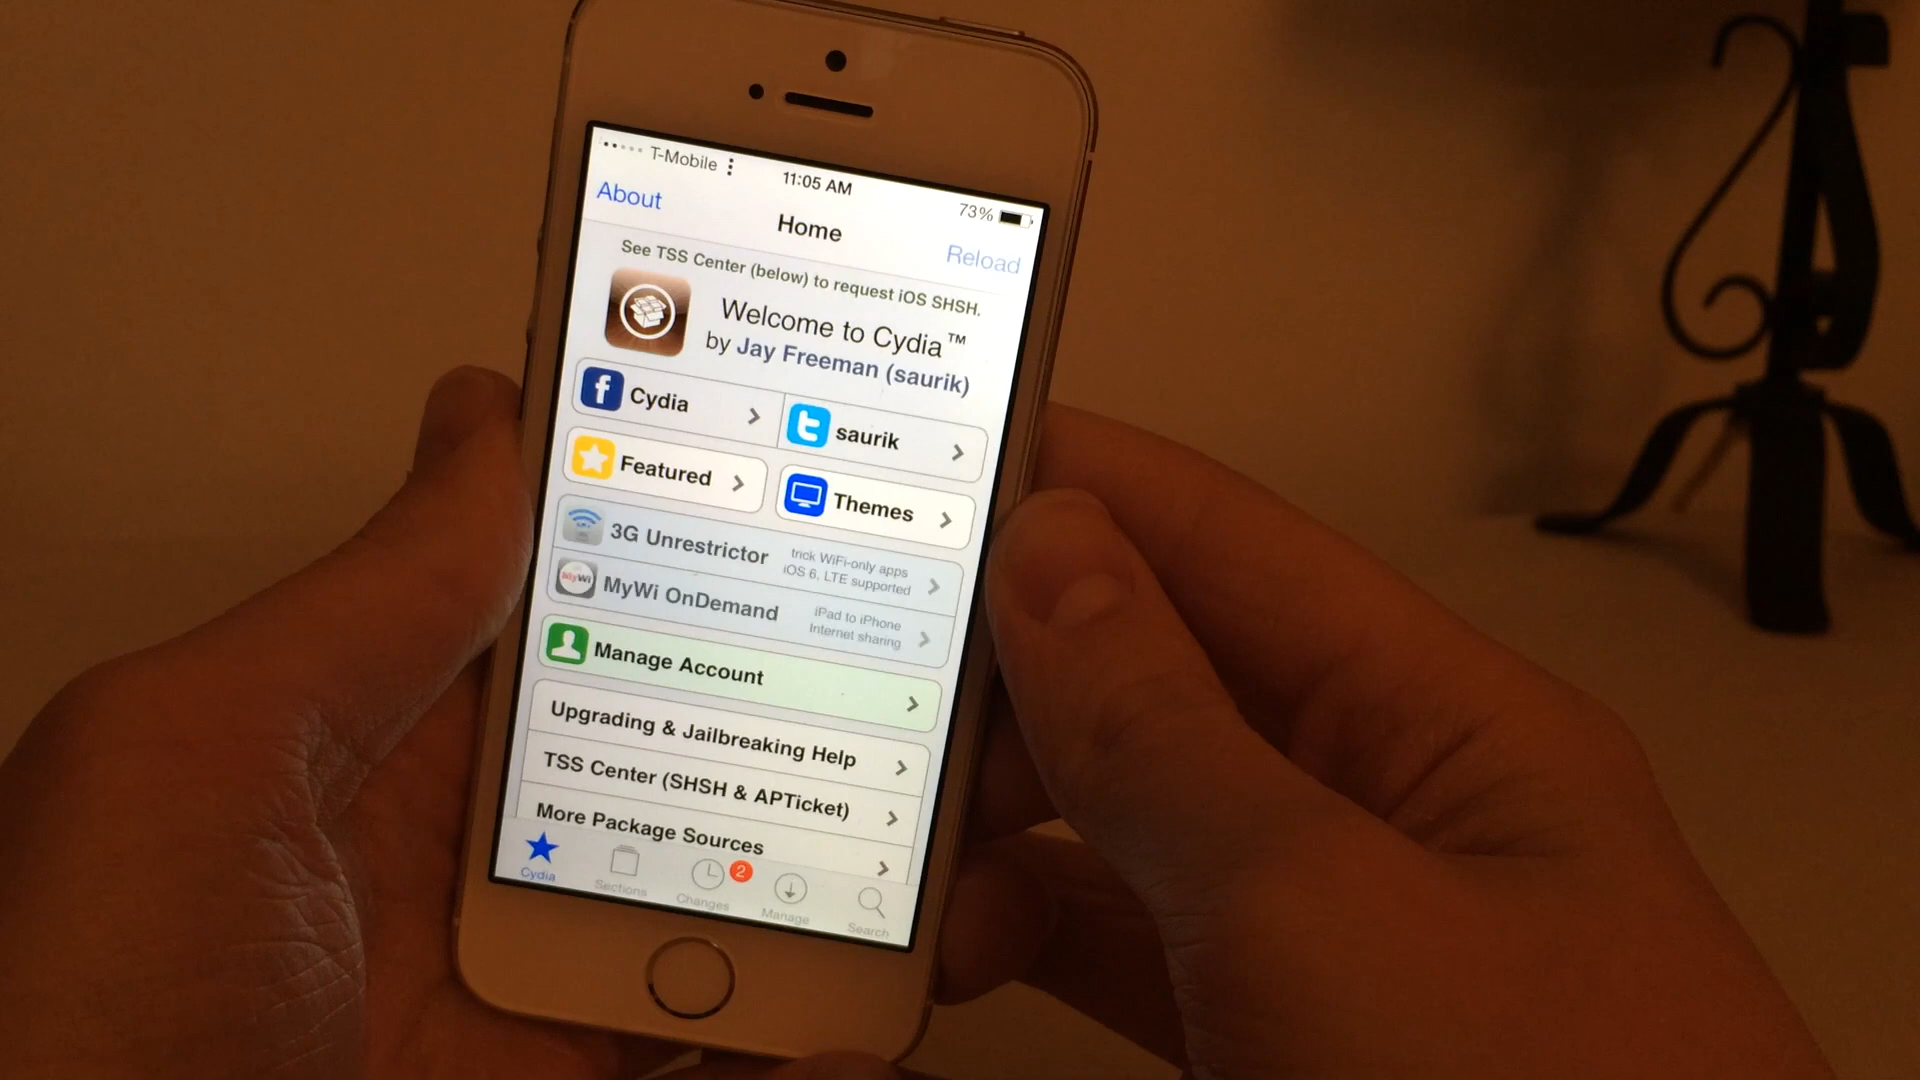 T-Mobile
11:05 AM
73%
About
Home
Reload
See TSS Center (below) to request iOS SHSH.
Welcome to Cydia™
by Jay Freeman (saurik)
Cydia
saurik
Featured
Themes
3G Unrestrictor
trick WiFi-only apps
iOS 6, LTE supported
MyWi
MyWi OnDemand
iPad to iPhone
Internet sharing
Manage Account
Upgrading & Jailbreaking Help
TSS Center (SHSH & APTicket)
More Package Sources
Cydia
Sections
Changes
2
Manage
Search